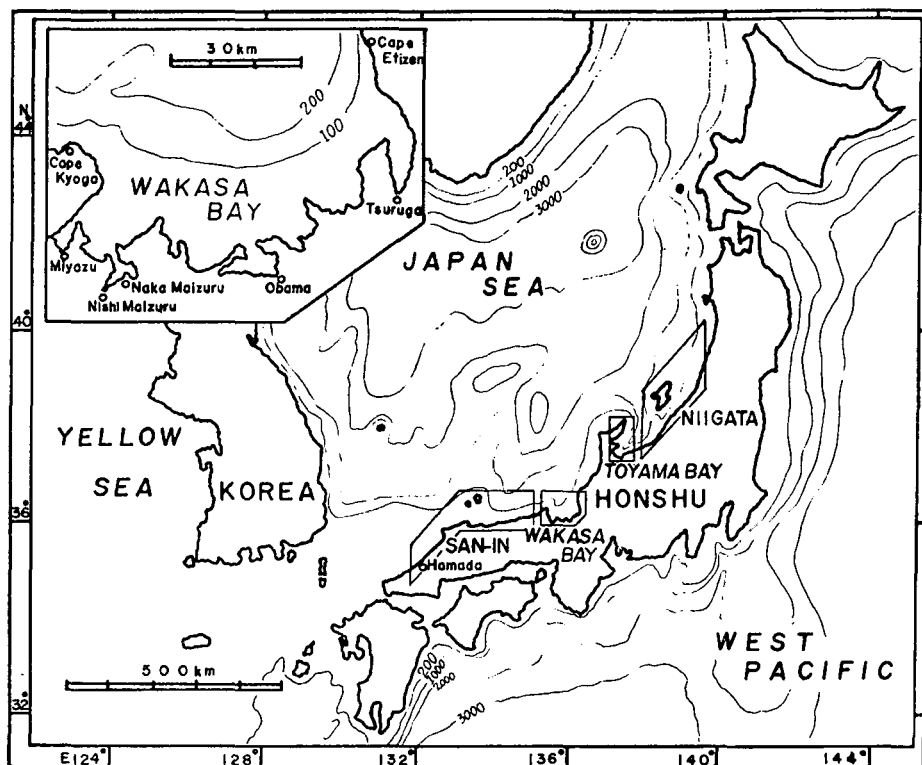 30km
Cape
Etizen
200
100
Cape
Kyoga
WAKASA
BAY
Tsuruga
Miyazu
Naka Maizuru
Nishi Maizuru
Obama
N
44°
200
1000
2000
3000
JAPAN
SEA
40°
NIIGATA
YELLOW
SEA
KOREA
TOYAMA BAY
HONSHU
36°
SAN-IN
WAKASA
BAY
Hamada
WEST
PACIFIC
500km
200
1000
2000
3000
32°
E124°
128°
132°
136°
140°
144°